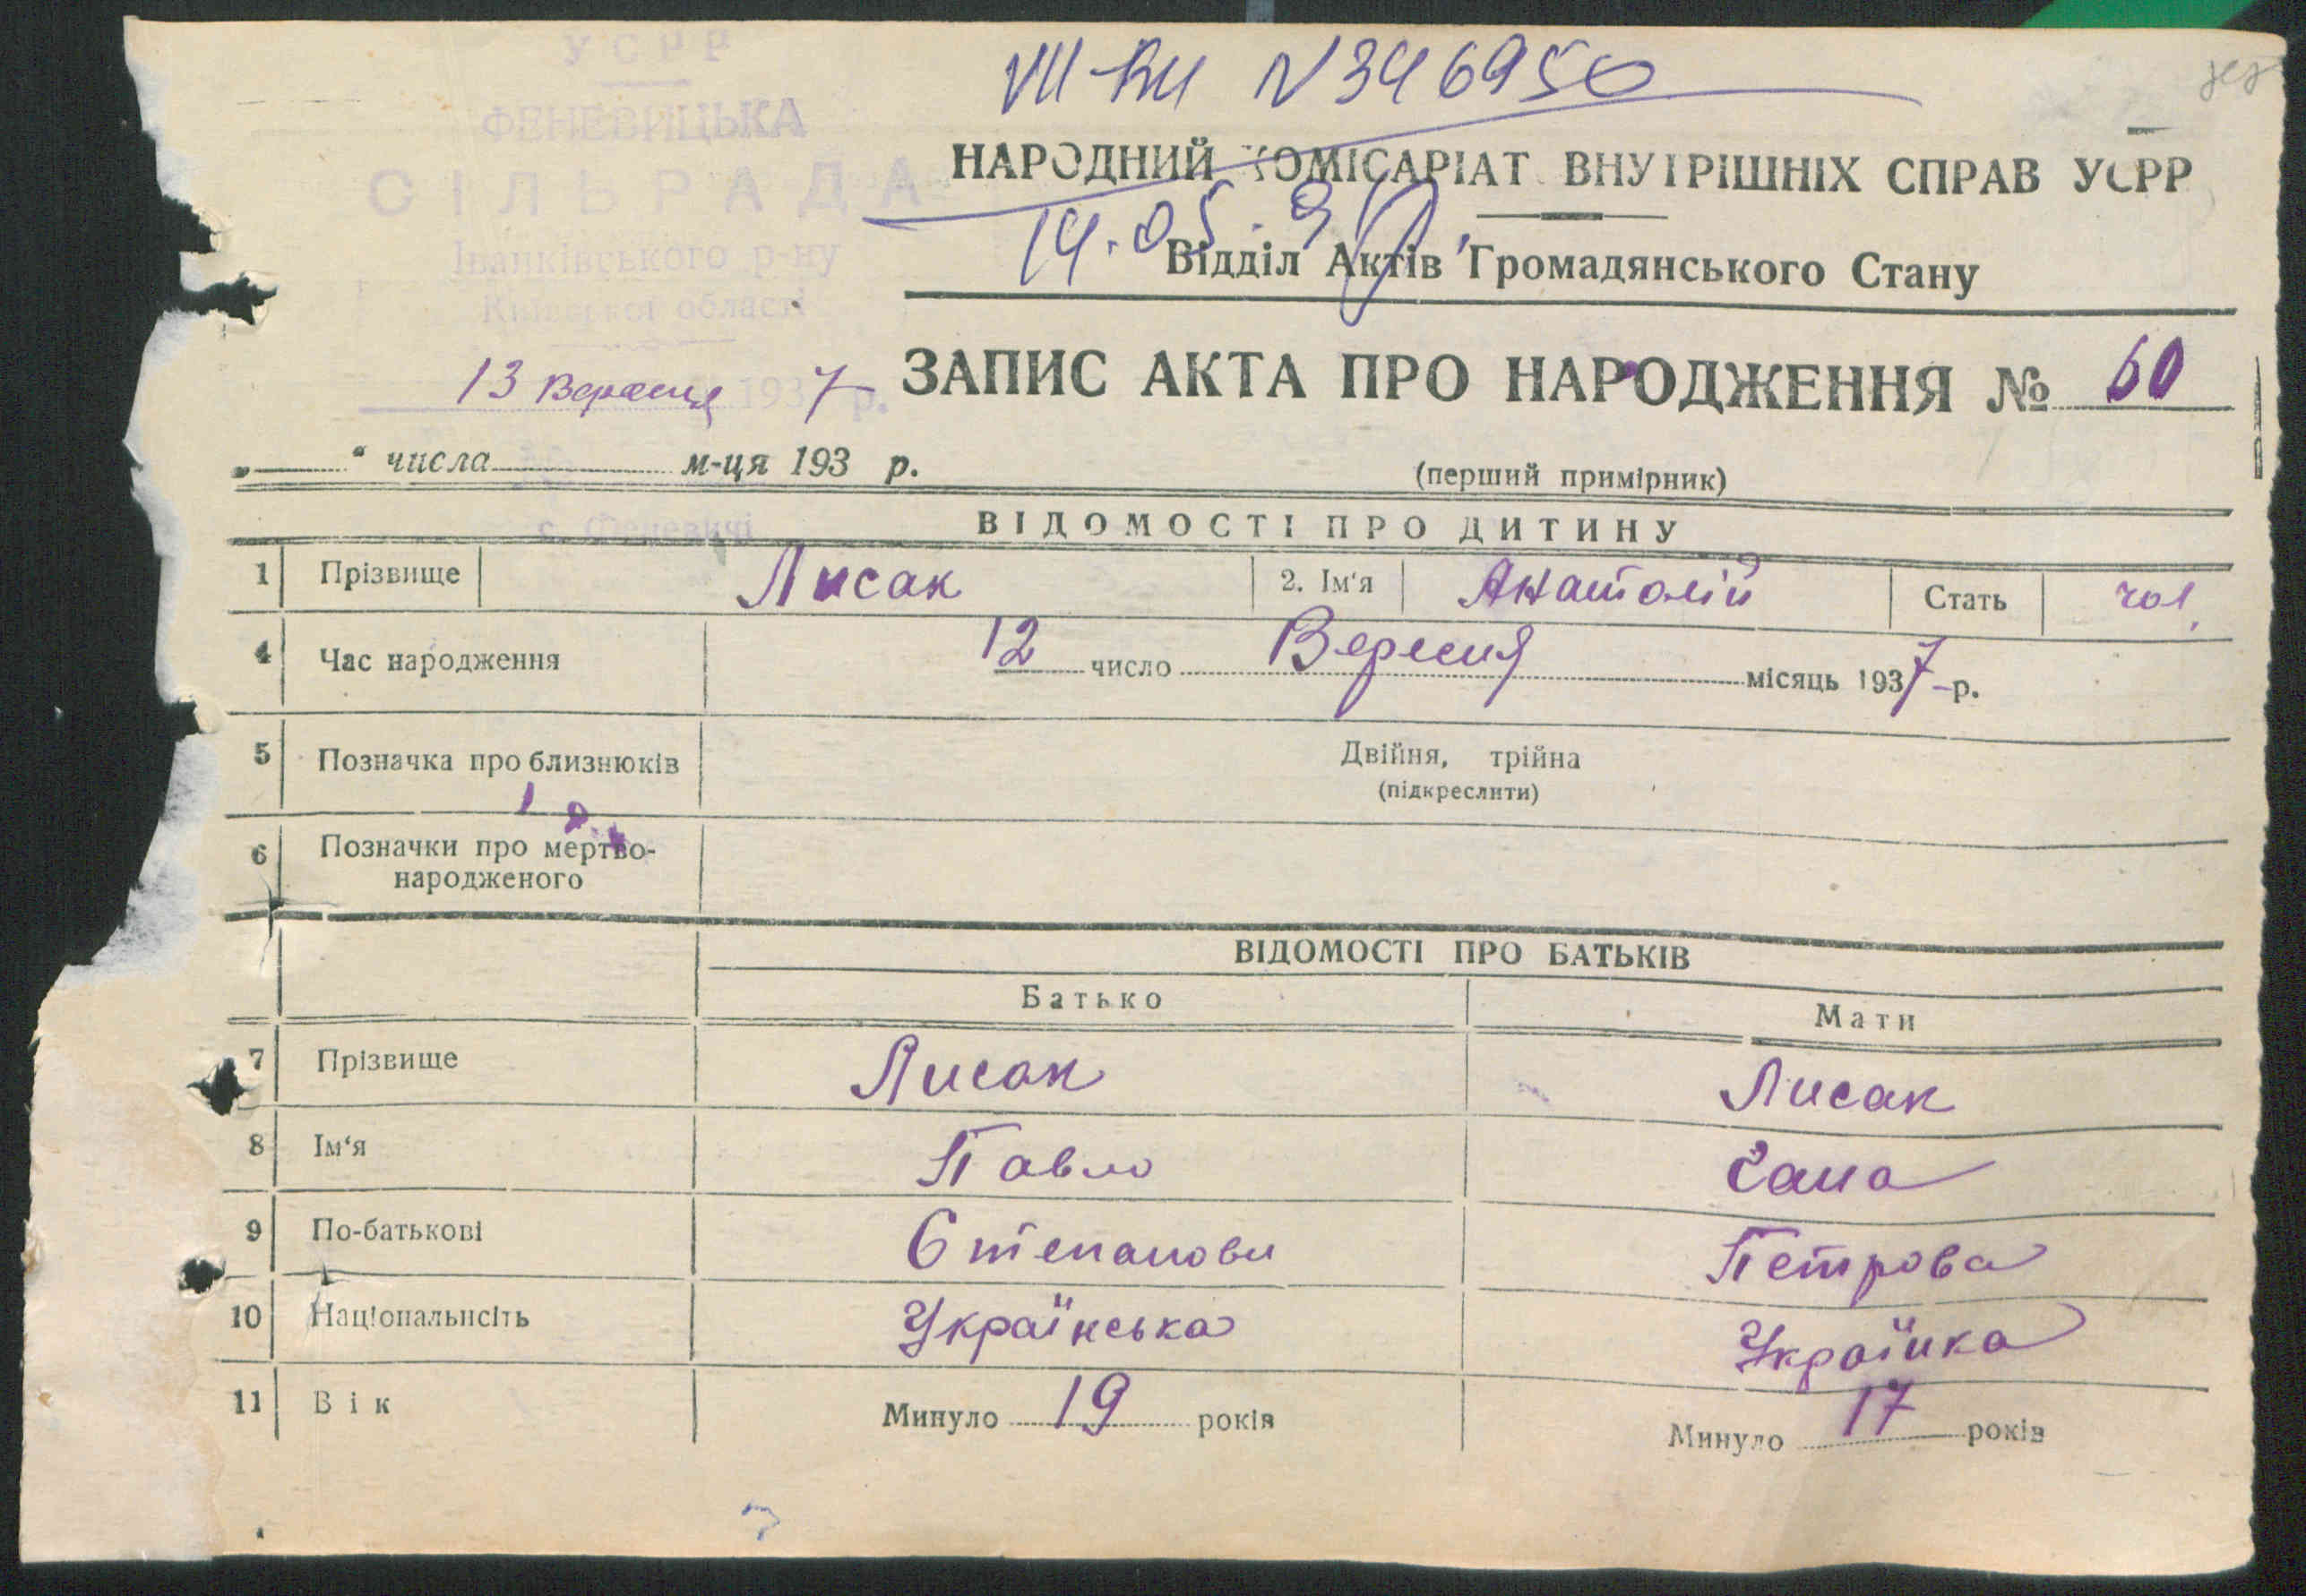 УСРР
ФЕНЕВИЦЬКА
СІЛЬРАДА
Іванківського р-ну
Київської області
13 Вересня 1937 р.
с. Феневичі
VII-БИ N 346950
НАРОДНИЙ КОМІСАРІАТ ВНУТРІШНІХ СПРАВ УСРР
14.05.
Відділ Актів Громадянського Стану
ЗАПИС АКТА ПРО НАРОДЖЕННЯ № 60
„ “ числа м-ця 193 р.
(перший примірник)
ВІДОМОСТІ ПРО ДИТИНУ
1 Прізвище Лисак 2. Ім‘я Анатолій Стать чол.
4 Час народження 12 число Вересня місяць 1937-р.
5 Позначка про близнюків Двійня, трійна
(підкреслити)
6 Позначки про мертво-
народженого
ВІДОМОСТІ ПРО БАТЬКІВ
Батько Мати
7 Прізвище Лисак Лисак
8 Ім‘я Павло
9 По-батькові Степанови Петрова
10 Національнсіть Українська Українка
11 Вік Минуло 19 років Минуло 17 років